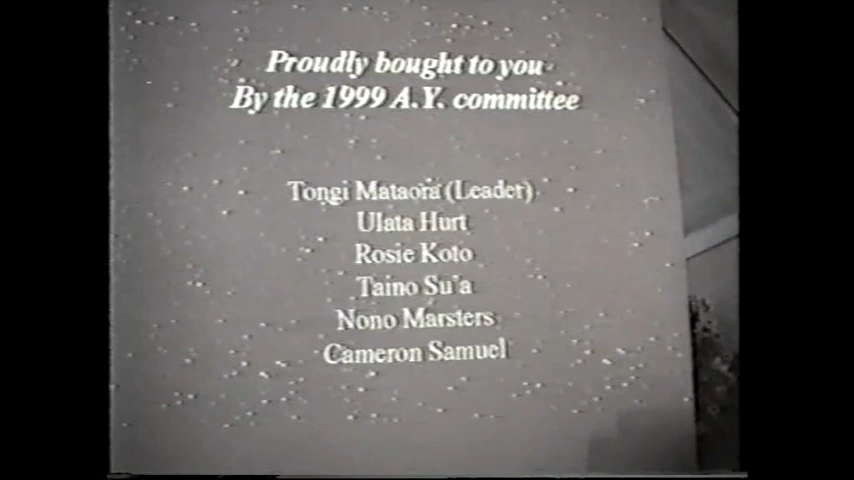 Proudly bought to you
By the 1999 A.Y. committee
Tongi Mataora (Leader)
Ulata Hurt
Rosie Koto
Taino Su'a
Nono Marsters
Cameron Samuel